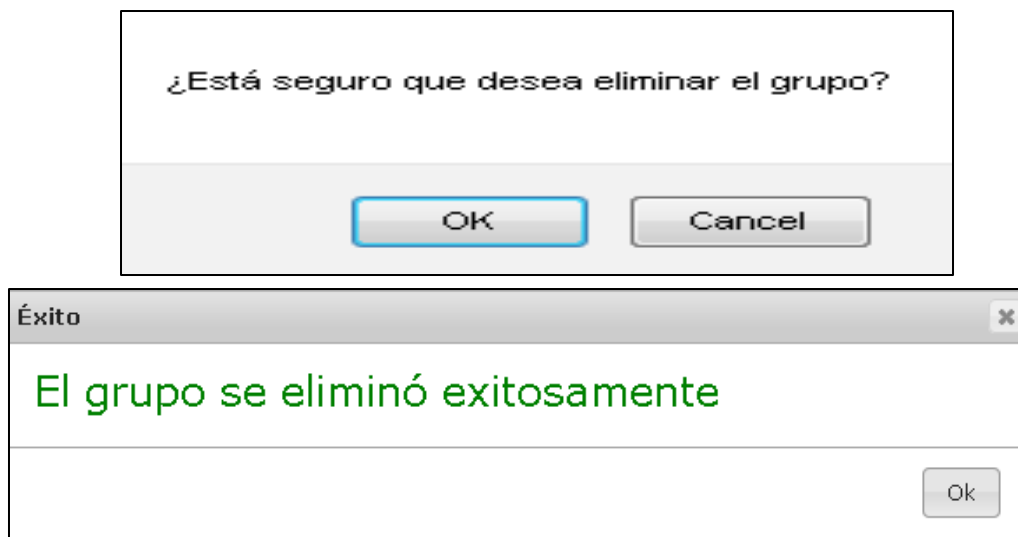 ¿Está seguro que desea eliminar el grupo?
OK Cancel
Éxito
El grupo se eliminó exitosamente
Ok